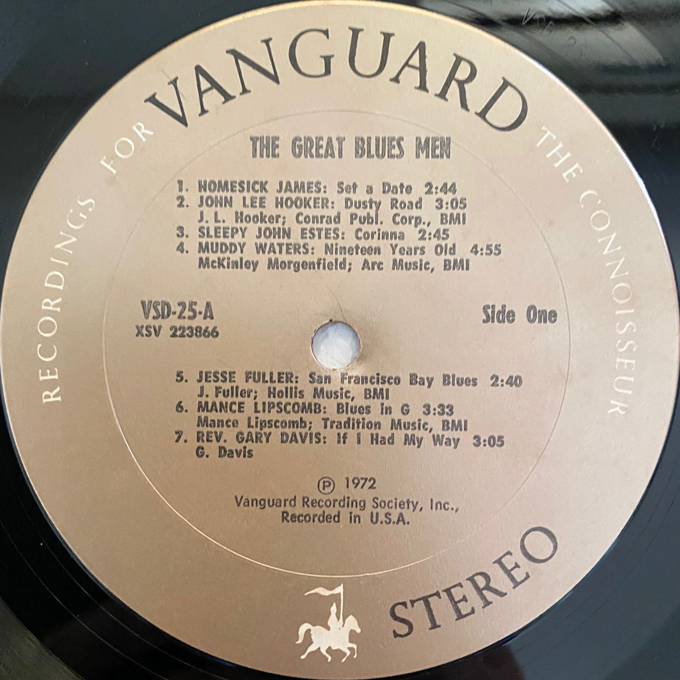 RECORDINGS FOR VANGUARD THE CONNOISSEUR
THE GREAT BLUES MEN
1. HOMESICK JAMES: Set a Date 2:44
2. JOHN LEE HOOKER: Dusty Road 3:05
J. L. Hooker; Conrad Publ. Corp., BMI
3. SLEEPY JOHN ESTES: Corinna 2:45
4. MUDDY WATERS: Nineteen Years Old 4:55
McKinley Morgenfield; Arc Music, BMI
VSD-25-A
XSV 223866
Side One
5. JESSE FULLER: San Francisco Bay Blues 2:40
J. Fuller; Hollis Music, BMI
6. MANCE LIPSCOMB: Blues in G 3:33
Mance Lipscomb; Tradition Music, BMI
7. REV. GARY DAVIS: If I Had My Way 3:05
G. Davis
Ⓟ 1972
Vanguard Recording Society, Inc.,
Recorded in U.S.A.
STEREO